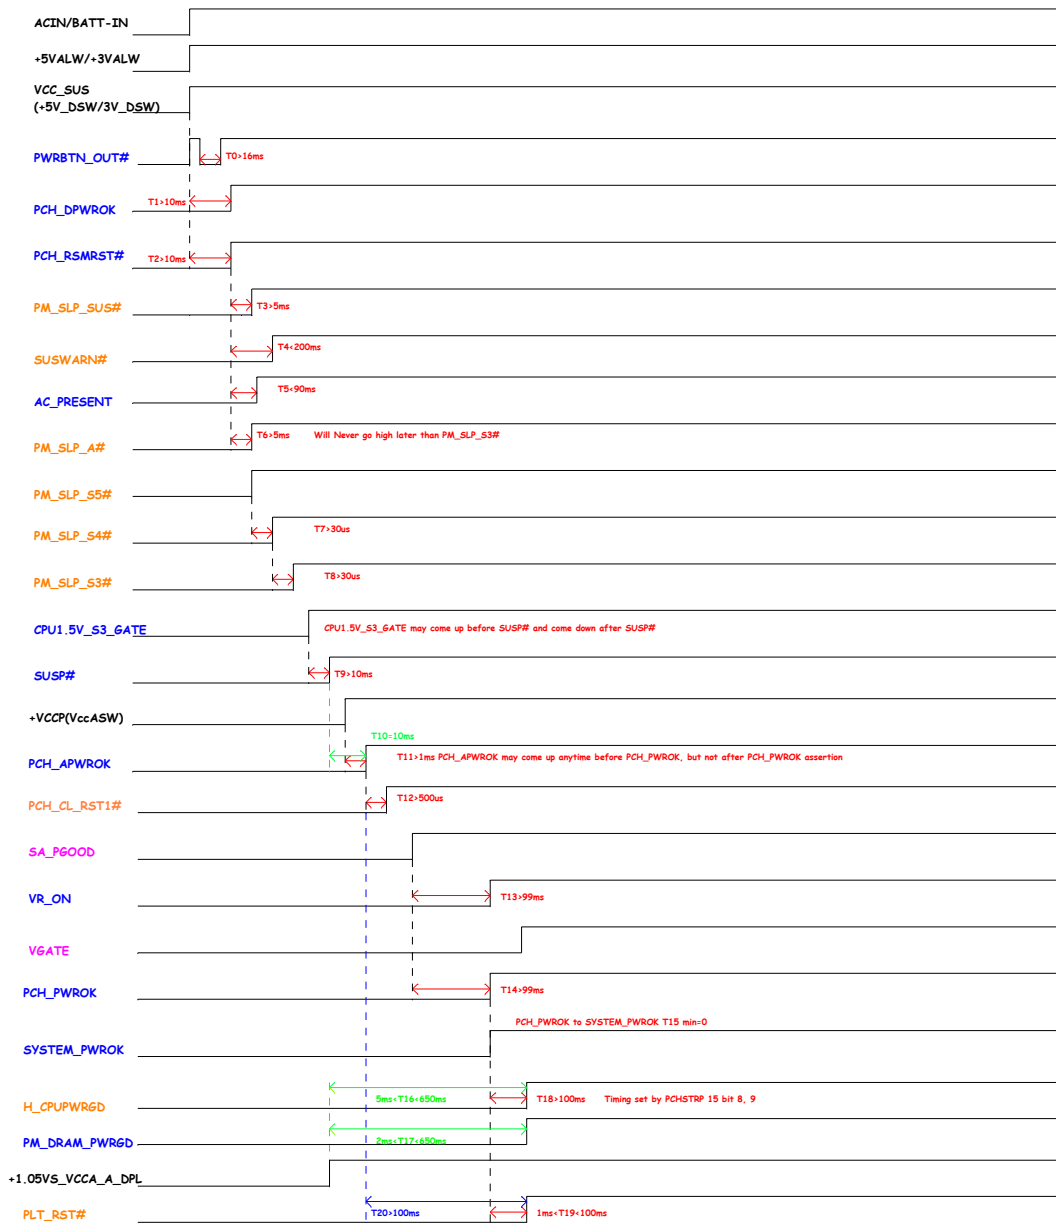 ACIN/BATT-IN
+5VALW/+3VALW
VCC_SUS
(+5V_DSW/3V_DSW)
PWRBTN_OUT#
T0>16ms
T1>10ms
PCH_DPWROK
PCH_RSMRST#
T2>10ms
PM_SLP_SUS#
T3>5ms
T4<200ms
SUSWARN#
T5<90ms
AC_PRESENT
T6>5ms Will Never go high later than PM_SLP_S3#
PM_SLP_A#
PM_SLP_S5#
T7>30us
PM_SLP_S4#
T8>30us
PM_SLP_S3#
CPU1.5V_S3_GATE
CPU1.5V_S3_GATE may come up before SUSP# and come down after SUSP#
SUSP#
T9>10ms
+VCCP(VccASW)
T10=10ms
T11>1ms PCH_APWROK may come up anytime before PCH_PWROK, but not after PCH_PWROK assertion
PCH_APWROK
T12>500us
PCH_CL_RST1#
SA_PGOOD
VR_ON
T13>99ms
VGATE
PCH_PWROK
T14>99ms
PCH_PWROK to SYSTEM_PWROK T15 min=0
SYSTEM_PWROK
5ms<T16<650ms
T18>100ms Timing set by PCHSTRP 15 bit 8, 9
H_CPUPWRGD
PM_DRAM_PWRGD
2ms<T17<650ms
+1.05VS_VCCA_A_DPL
PLT_RST#
T20>100ms
1ms<T19<100ms